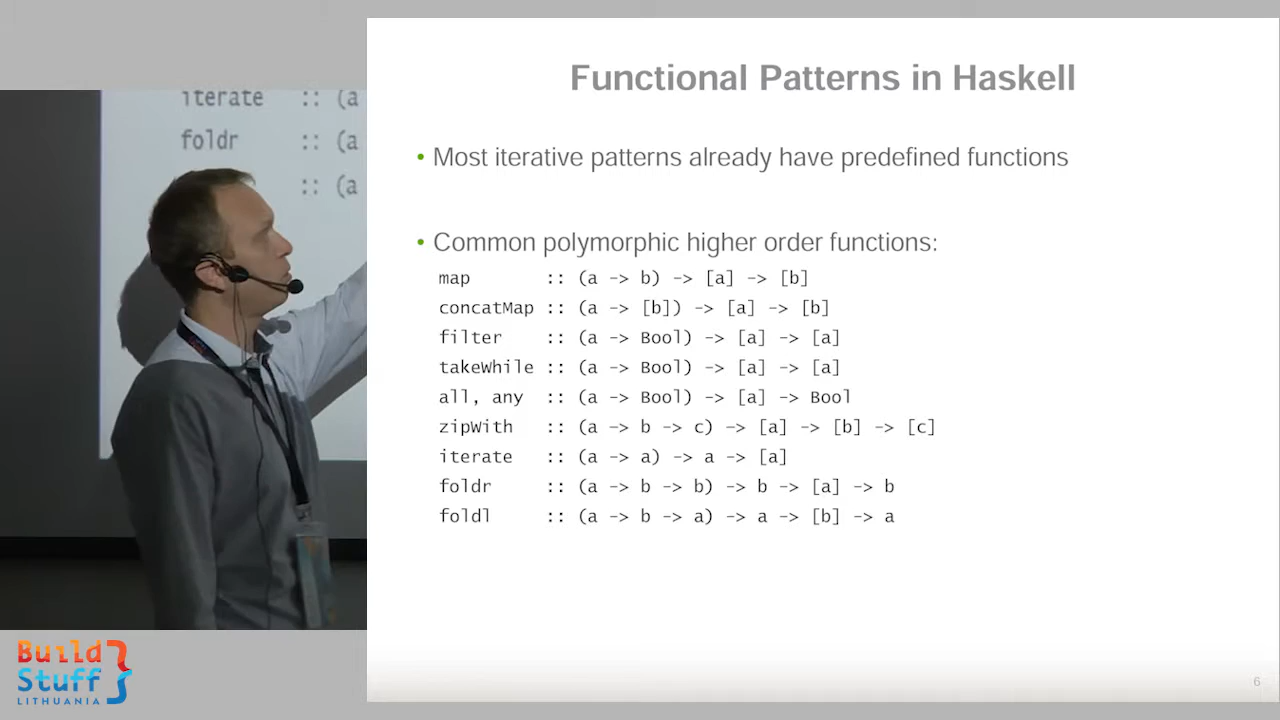 Functional Patterns in Haskell
• Most iterative patterns already have predefined functions
• Common polymorphic higher order functions:
map :: (a -> b) -> [a] -> [b]
concatMap :: (a -> [b]) -> [a] -> [b]
filter :: (a -> Bool) -> [a] -> [a]
takeWhile :: (a -> Bool) -> [a] -> [a]
all, any :: (a -> Bool) -> [a] -> Bool
zipWith :: (a -> b -> c) -> [a] -> [b] -> [c]
iterate :: (a -> a) -> a -> [a]
foldr :: (a -> b -> b) -> b -> [a] -> b
foldl :: (a -> b -> a) -> a -> [b] -> a
6
iterate :: (a
foldr :: (a
:: (a
Build
Stuff
LITHUANIA